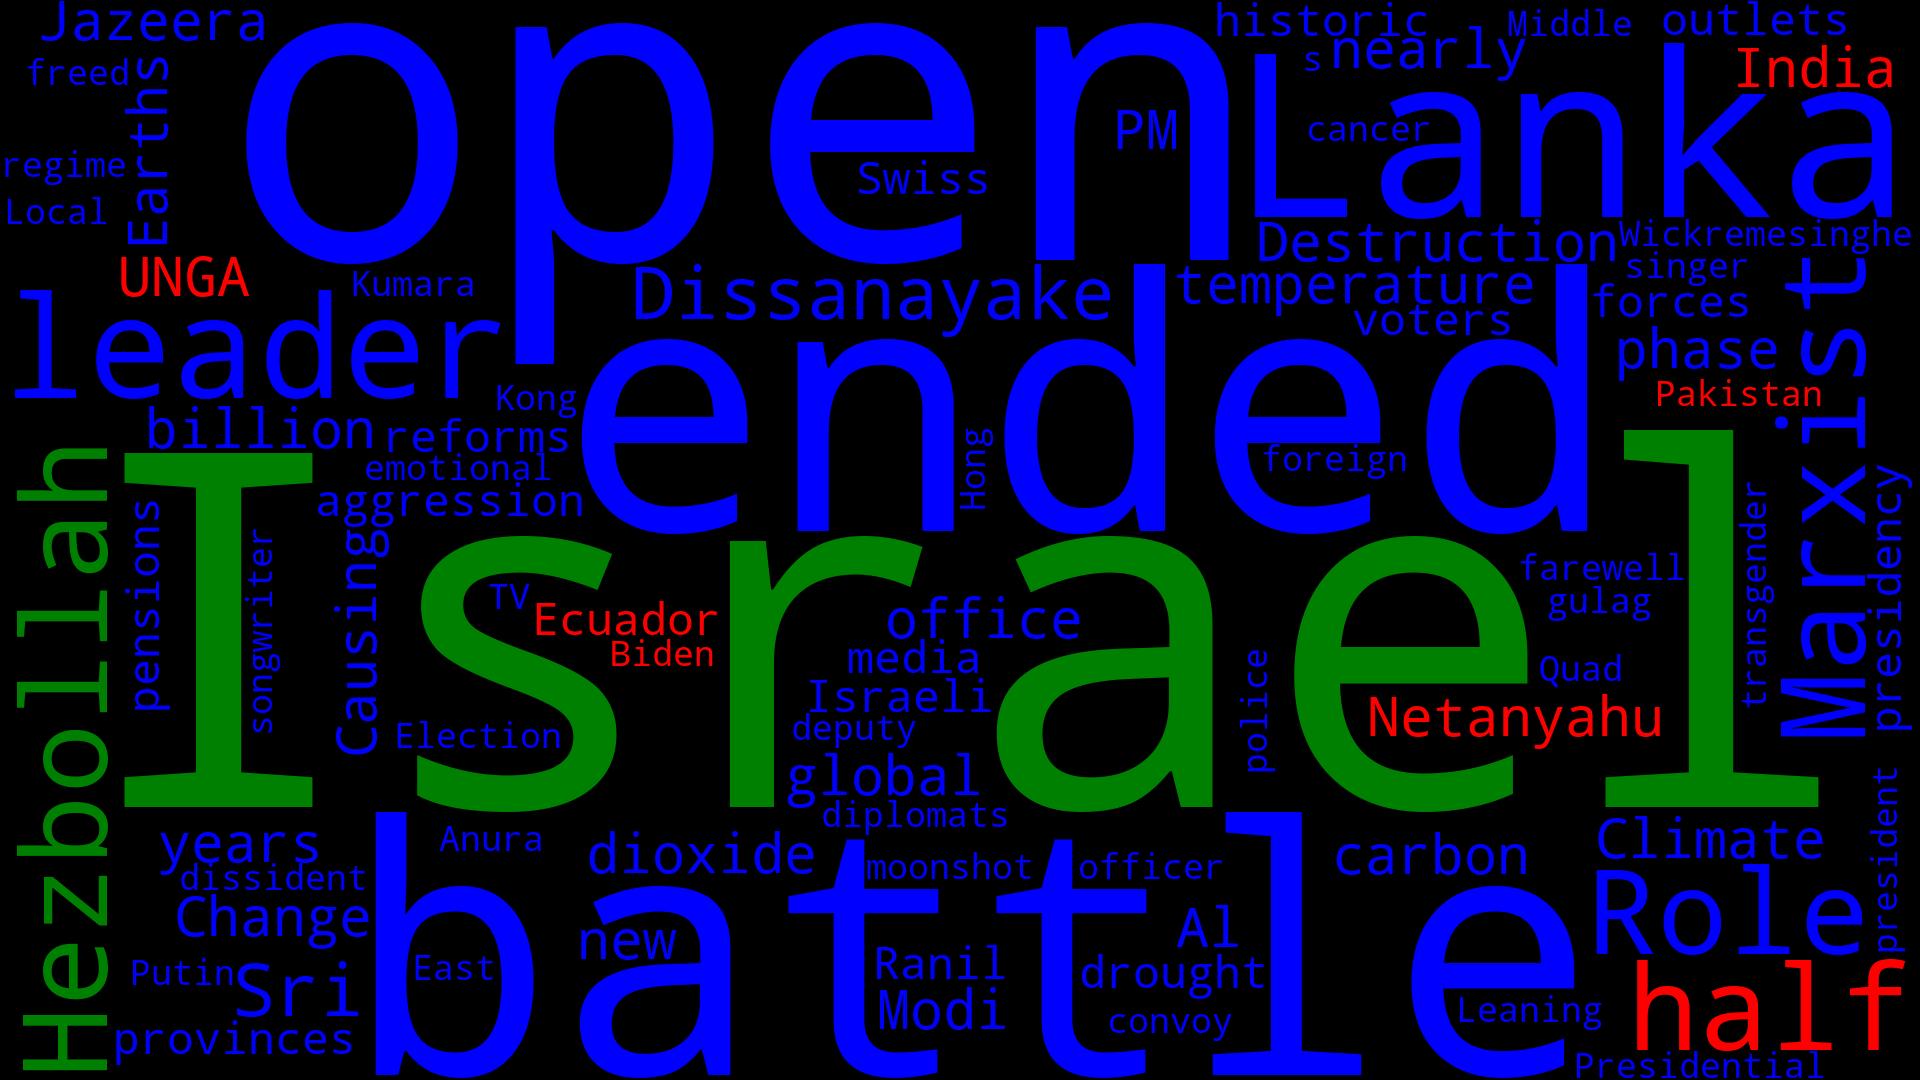 Jazeera
open
historic
Middle
outlets
s
nearly
India
freed
Earths
Lanka
PM
cancer
regime
Swiss
Local
Destruction
Wickremesinghe
UNGA
Kumara
Dissanayake
temperature
singer
forces
leader
voters
phase
Marxist
ended
Pakistan
Kong
billion
reforms
emotional
foreign
Hong
aggression
Hezbollah
Israel
pensions
songwriter
Causing
TV
Ecuador
Biden
office
media
Israeli
deputy
police
farewell
gulag
Quad
transgender
presidency
Netanyahu
Election
global
diplomats
president
years
Anura
dioxide
moonshot
officer
carbon
Climate
dissident
battle
Change
new
Al
Role
Putin
East
Ranil
drought
Sri
Modi
convoy
Leaning
half
provinces
Presidential